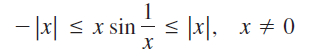 −|x| ≤ x sin 1/x ≤ |x|, x ≠ 0